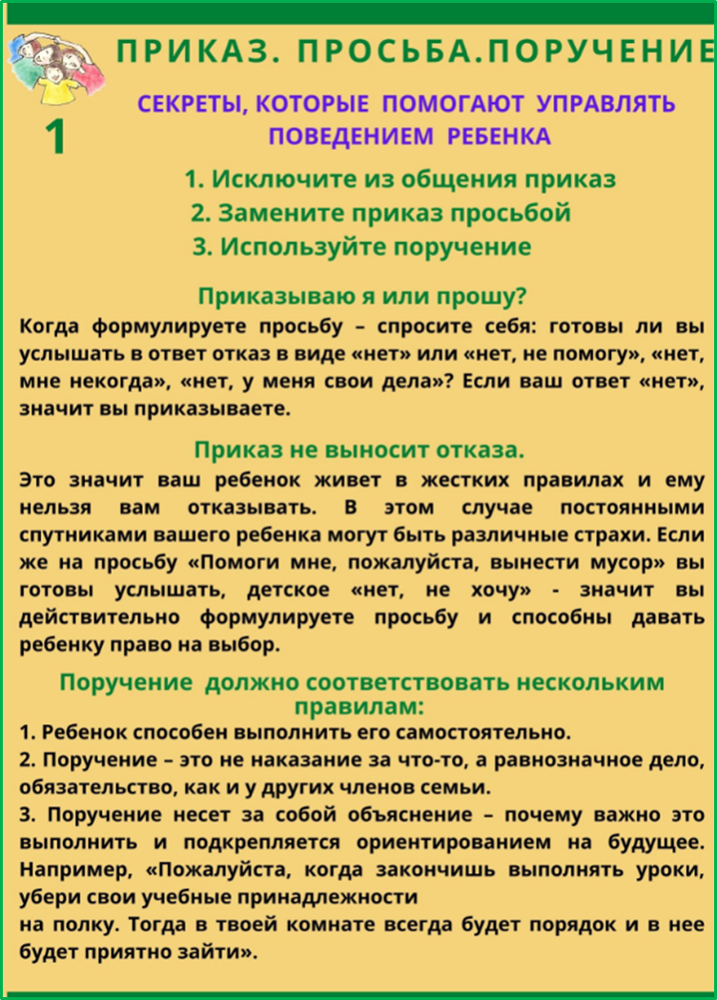 ПРИКАЗ. ПРОСЬБА.ПОРУЧЕНИЕ
СЕКРЕТЫ, КОТОРЫЕ ПОМОГАЮТ УПРАВЛЯТЬ
ПОВЕДЕНИЕМ РЕБЕНКА
1
1. Исключите из общения приказ
2. Замените приказ просьбой
3. Используйте поручение
Приказываю я или прошу?
Когда формулируете просьбу – спросите себя: готовы ли вы
услышать в ответ отказ в виде «нет» или «нет, не помогу», «нет,
мне некогда», «нет, у меня свои дела»? Если ваш ответ «нет»,
значит вы приказываете.
Приказ не выносит отказа.
Это значит ваш ребенок живет в жестких правилах и ему
нельзя вам отказывать. В этом случае постоянными
спутниками вашего ребенка могут быть различные страхи. Если
же на просьбу «Помоги мне, пожалуйста, вынести мусор» вы
готовы услышать, детское «нет, не хочу» - значит вы
действительно формулируете просьбу и способны давать
ребенку право на выбор.
Поручение должно соответствовать нескольким
правилам:
1. Ребенок способен выполнить его самостоятельно.
2. Поручение – это не наказание за что-то, а равнозначное дело,
обязательство, как и у других членов семьи.
3. Поручение несет за собой объяснение – почему важно это
выполнить и подкрепляется ориентированием на будущее.
Например, «Пожалуйста, когда закончишь выполнять уроки,
убери свои учебные принадлежности
на полку. Тогда в твоей комнате всегда будет порядок и в нее
будет приятно зайти».